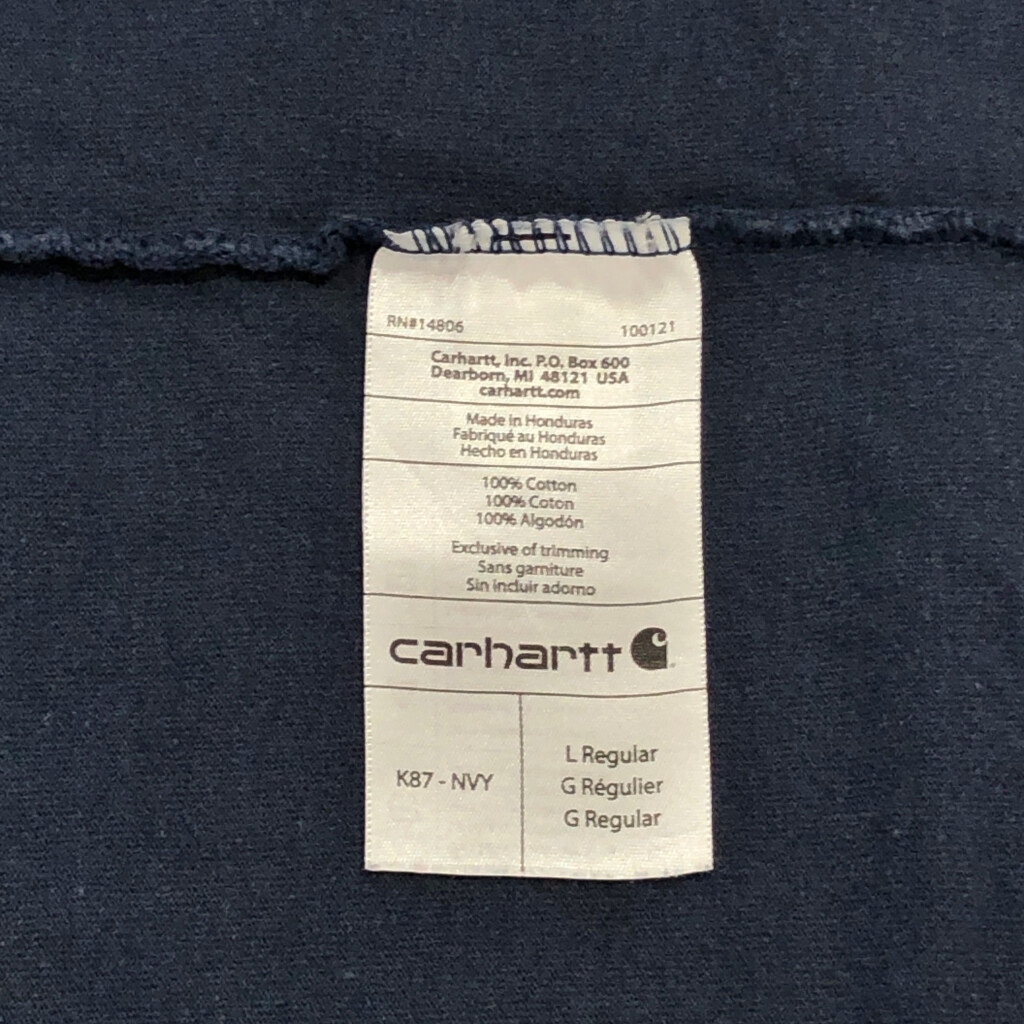 RN#14806 100121
Carhartt, Inc. P.O. Box 600
Dearborn, MI 48121 USA
carhartt.com
Made in Honduras
Fabriqué au Honduras
Hecho en Honduras
100% Cotton
100% Coton
100% Algodón
Exclusive of trimming
Sans garniture
Sin incluir adorno
carhartt
K87 - NVY
L Regular
G Régulier
G Regular